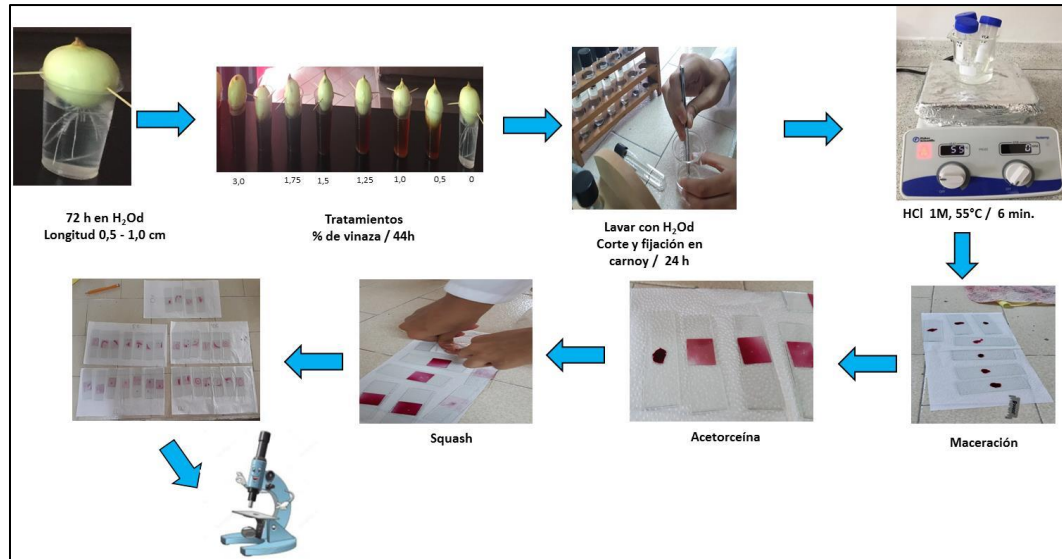 72 h en H₂Od
Longitud 0,5 - 1,0 cm
3,0 1,75 1,5 1,25 1,0 0,5 0
Tratamientos
% de vinaza / 44h
Lavar con H₂Od
Corte y fijación en
carnoy / 24 h
55 0
HCl 1M, 55°C / 6 min.
Maceración
Acetorceína
Squash